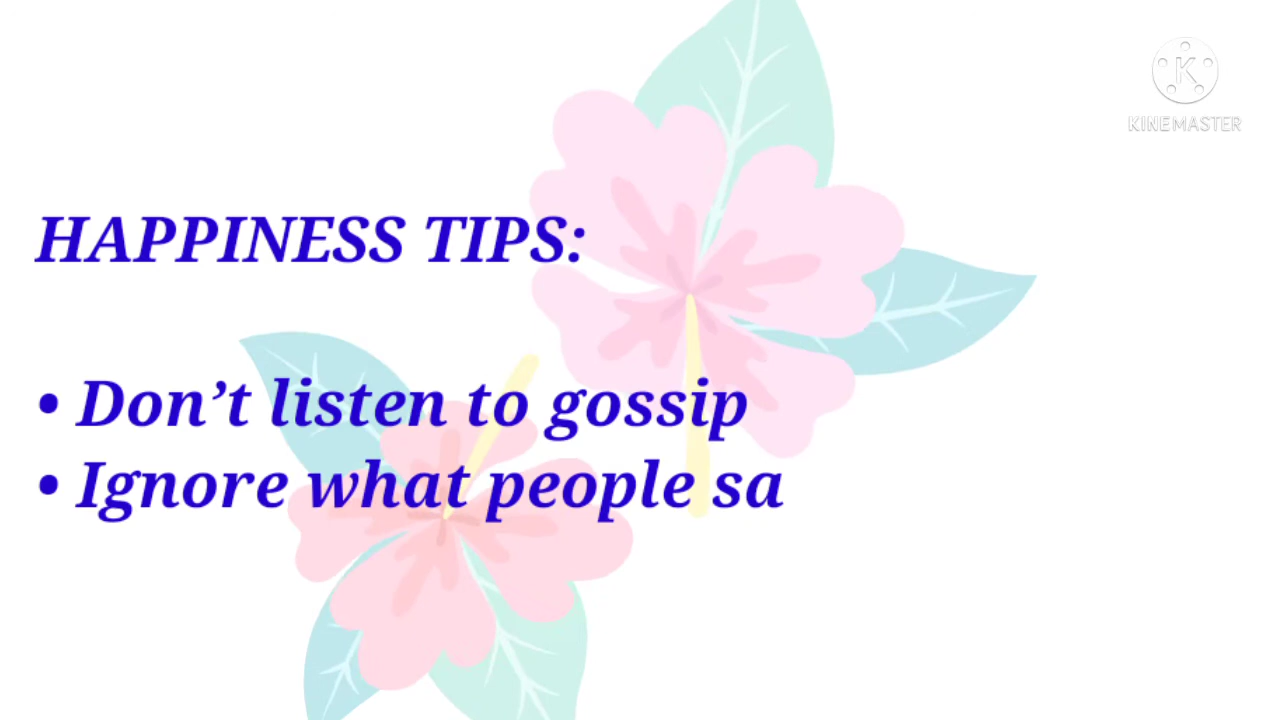 KINEMASTER
HAPPINESS TIPS:
• Don’t listen to gossip
• Ignore what people sa